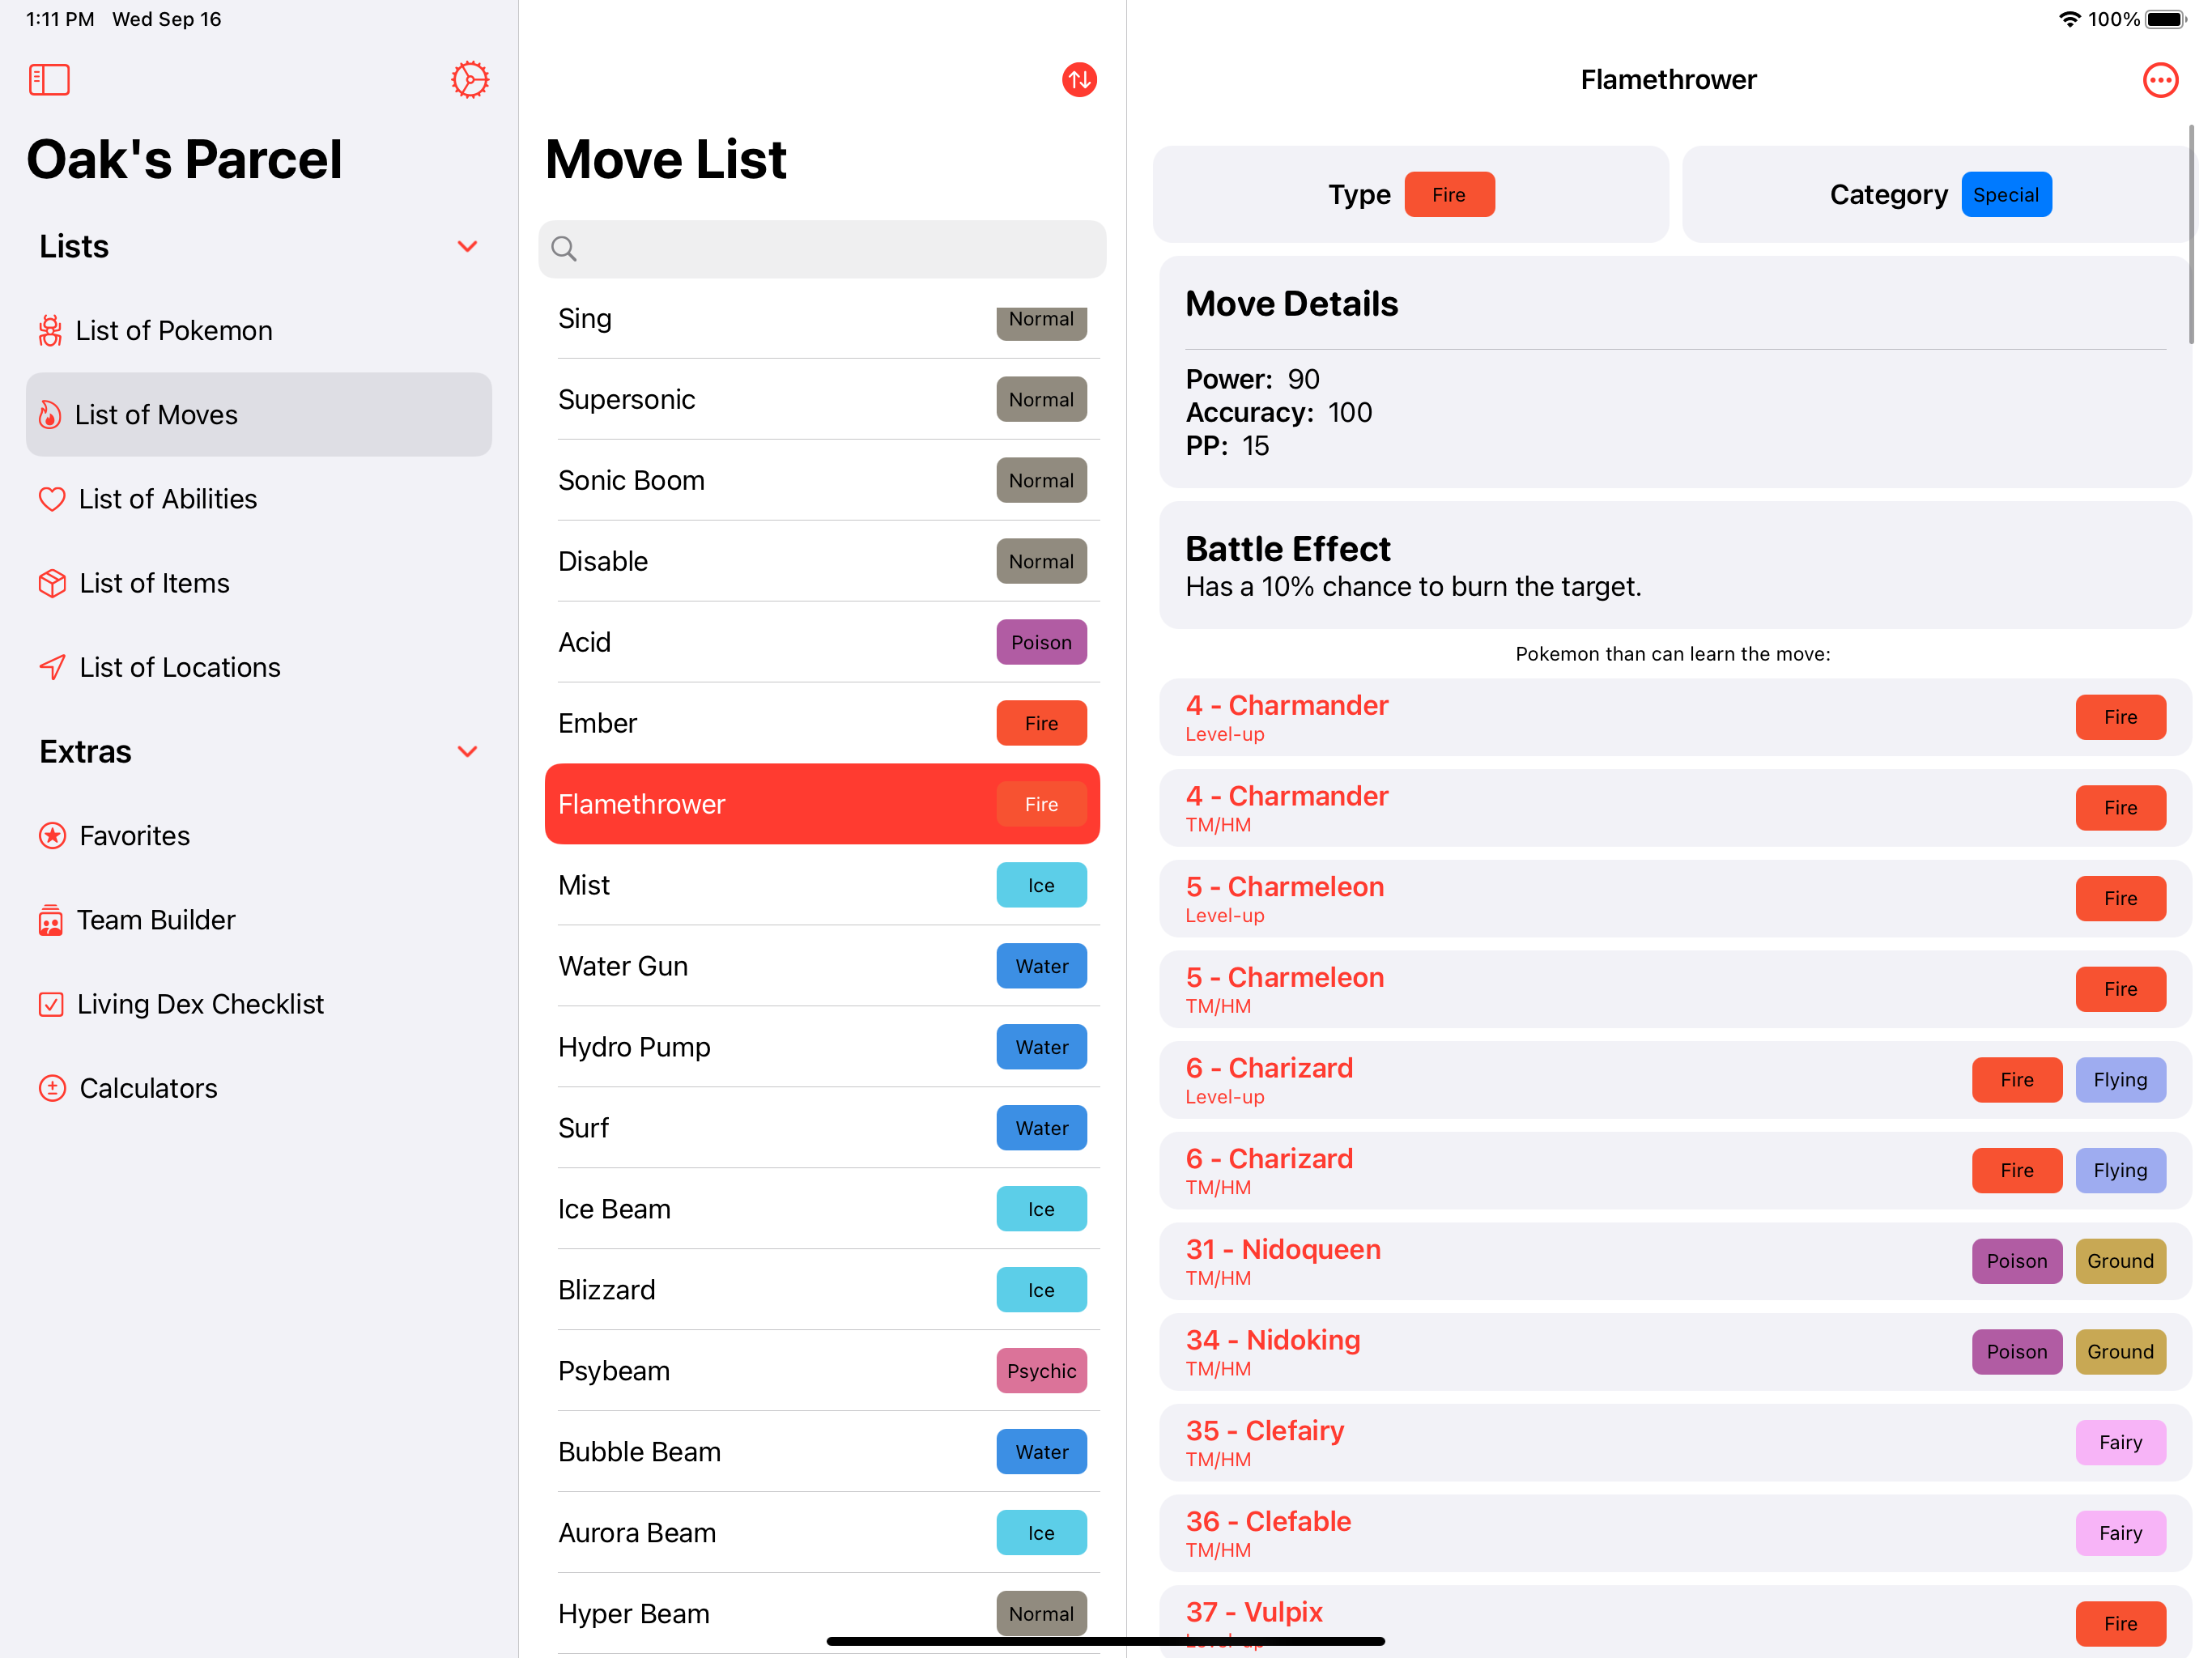 1:11 PM Wed Sep 16
100%
Oak's Parcel
Lists
List of Pokemon
List of Moves
List of Abilities
List of Items
List of Locations
Extras
Favorites
Team Builder
Living Dex Checklist
Calculators
Move List
Sing Normal
Supersonic Normal
Sonic Boom Normal
Disable Normal
Acid Poison
Ember Fire
Flamethrower Fire
Mist Ice
Water Gun Water
Hydro Pump Water
Surf Water
Ice Beam Ice
Blizzard Ice
Psybeam Psychic
Bubble Beam Water
Aurora Beam Ice
Hyper Beam Normal
Flamethrower
Type Fire
Category Special
Move Details
Power: 90
Accuracy: 100
PP: 15
Battle Effect
Has a 10% chance to burn the target.
Pokemon than can learn the move:
4 - Charmander Fire
Level-up
4 - Charmander Fire
TM/HM
5 - Charmeleon Fire
Level-up
5 - Charmeleon Fire
TM/HM
6 - Charizard Fire Flying
Level-up
6 - Charizard Fire Flying
TM/HM
31 - Nidoqueen Poison Ground
TM/HM
34 - Nidoking Poison Ground
TM/HM
35 - Clefairy Fairy
TM/HM
36 - Clefable Fairy
TM/HM
37 - Vulpix Fire
Level-up